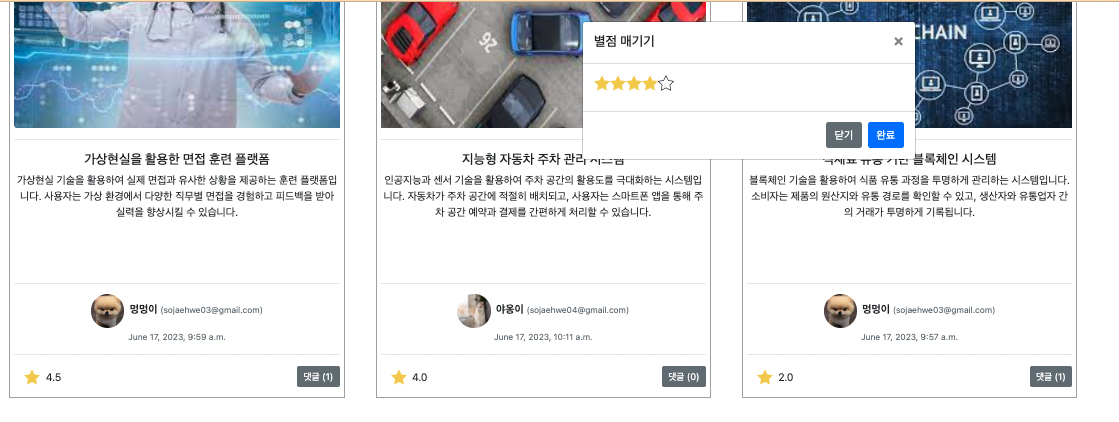 26
CHAIN
별점 매기기
×
닫기
완료
가상현실을 활용한 면접 훈련 플랫폼
가상현실 기술을 활용하여 실제 면접과 유사한 상황을 제공하는 훈련 플랫폼입
니다. 사용자는 가상 환경에서 다양한 직무별 면접을 경험하고 피드백을 받아
실력을 향상시킬 수 있습니다.
멍멍이 (sojaehwe03@gmail.com)
June 17, 2023, 9:59 a.m.
4.5
댓글 (1)
지능형 자동차 주차 관리 시스템
인공지능과 센서 기술을 활용하여 주차 공간의 활용도를 극대화하는 시스템입
니다. 자동차가 주차 공간에 적절히 배치되고, 사용자는 스마트폰 앱을 통해 주
차 공간 예약과 결제를 간편하게 처리할 수 있습니다.
야옹이 (sojaehwe04@gmail.com)
June 17, 2023, 10:11 a.m.
4.0
댓글 (0)
식재료 유통 기반 블록체인 시스템
블록체인 기술을 활용하여 식품 유통 과정을 투명하게 관리하는 시스템입니다.
소비자는 제품의 원산지와 유통 경로를 확인할 수 있고, 생산자와 유통업자 간
의 거래가 투명하게 기록됩니다.
멍멍이 (sojaehwe03@gmail.com)
June 17, 2023, 9:57 a.m.
2.0
댓글 (1)